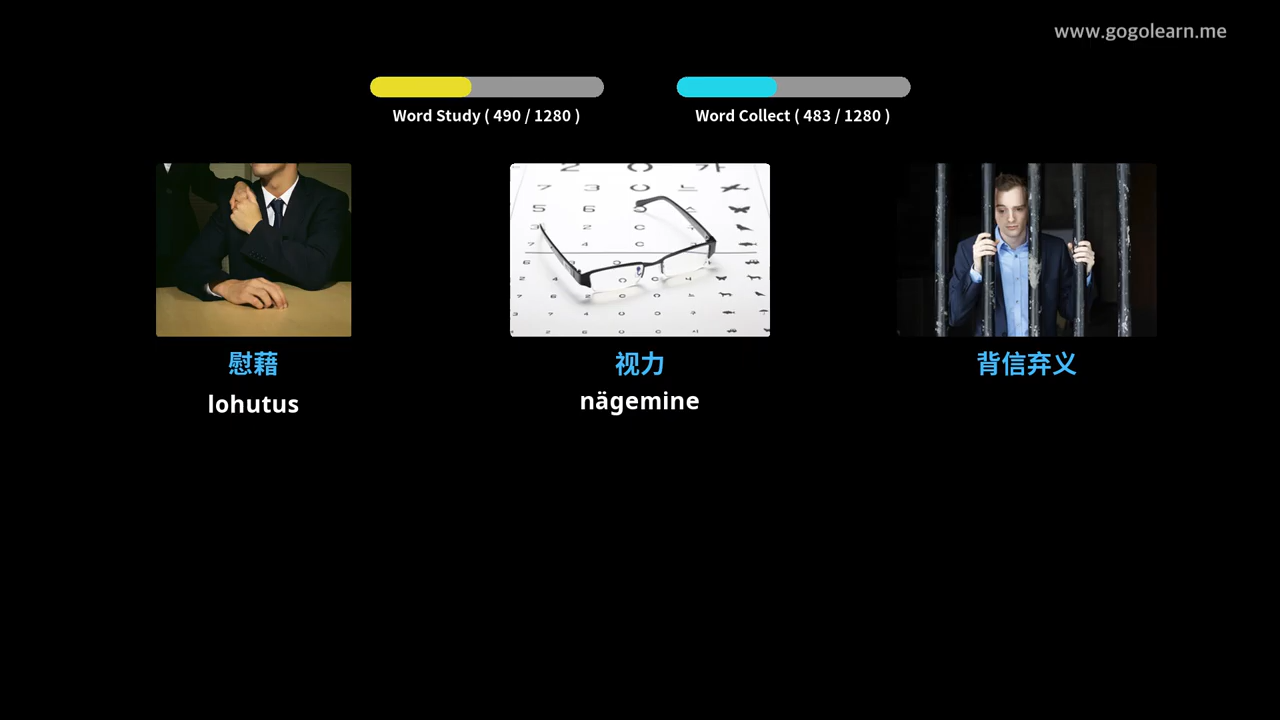 www.gogolearn.me
Word Study ( 490 / 1280 )
Word Collect ( 483 / 1280 )
慰藉
lohutus
视力
nägemine
背信弃义